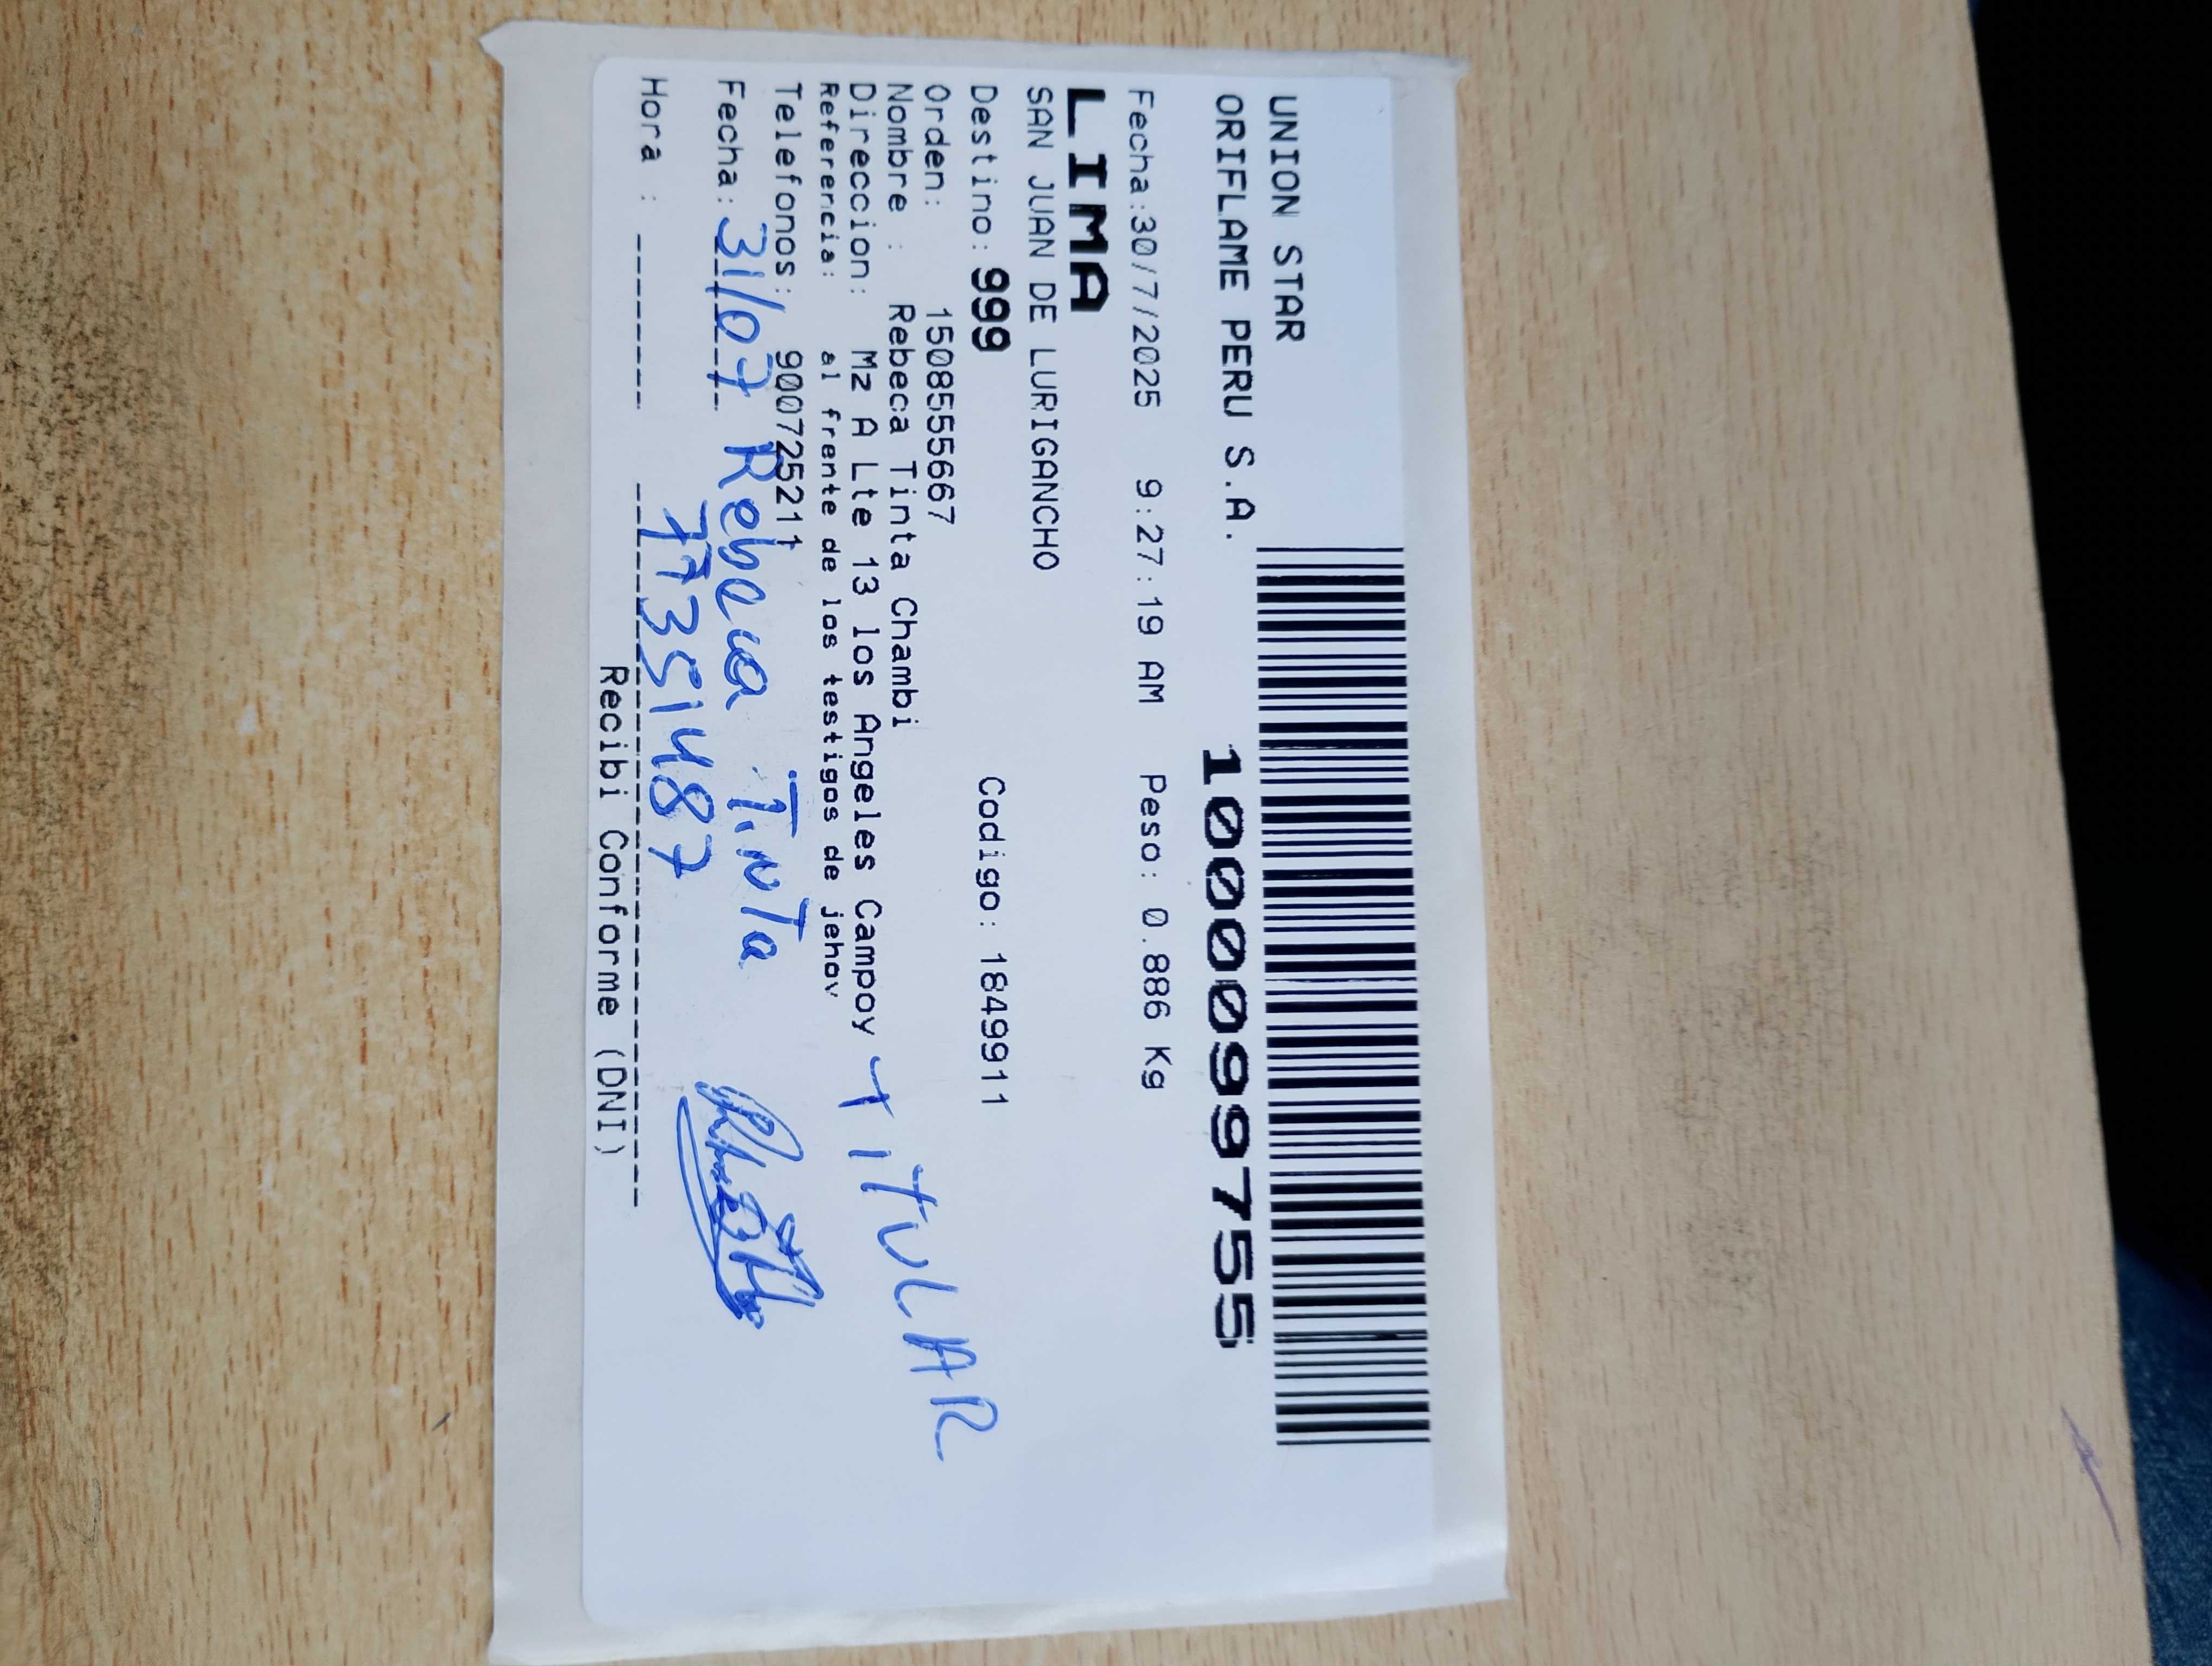 UNION STAR
ORIFLAME PERU S.A.
10000999755
Fecha:30/7/2025 9:27:19 AM Peso: 0.886 Kg
LIMA
SAN JUAN DE LURIGANCHO
Destino: 999 Codigo: 1849911
Orden: 1508555667
Nombre : Rebeca Tinta Chambi
Direccion: Mz A Lte 13 los Angeles Campoy
Referencia: al frente de los testigos de jehov
TITULAR
Telefonos: 900725211
Fecha: 31/07 Rebeca Tinta
Hora : 77351487
Recibi Conforme (DNI)